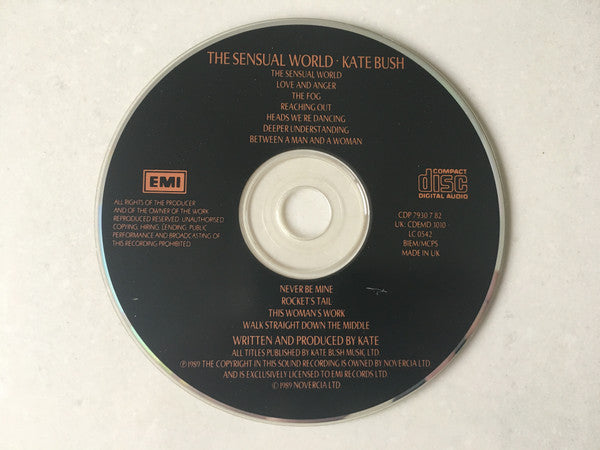 THE SENSUAL WORLD · KATE BUSH
THE SENSUAL WORLD
LOVE AND ANGER
THE FOG
REACHING OUT
HEADS WE'RE DANCING
DEEPER UNDERSTANDING
BETWEEN A MAN AND A WOMAN
EMI
ALL RIGHTS OF THE PRODUCER
AND OF THE OWNER OF THE WORK
REPRODUCED RESERVED. UNAUTHORISED
COPYING, HIRING, LENDING, PUBLIC
PERFORMANCE AND BROADCASTING OF
THIS RECORDING PROHIBITED.
COMPACT
disc
DIGITAL AUDIO
CDP 7930 7 82
UK: CDEMD 1010
LC 0542
BIEM/MCPS
MADE IN UK
NEVER BE MINE
ROCKET'S TAIL
THIS WOMAN'S WORK
WALK STRAIGHT DOWN THE MIDDLE
WRITTEN AND PRODUCED BY KATE
ALL TITLES PUBLISHED BY KATE BUSH MUSIC LTD.
℗ 1989 THE COPYRIGHT IN THIS SOUND RECORDING IS OWNED BY NOVERCIA LTD
AND IS EXCLUSIVELY LICENSED TO EMI RECORDS LTD.
© 1989 NOVERCIA LTD.